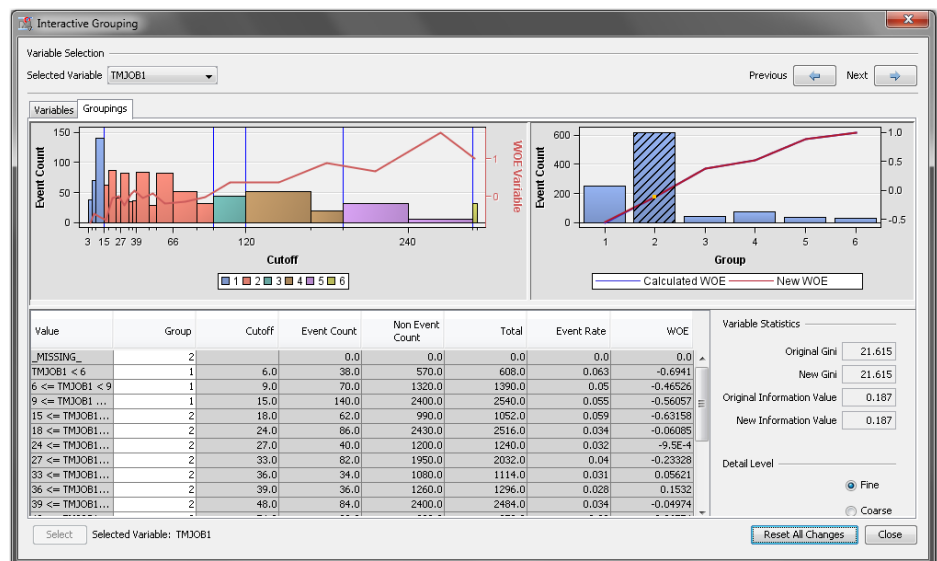 Interactive Grouping
Variable Selection
Selected Variable TMJOB1 Previous Next
Variables Groupings
150
100
50
0
Event Count
1
0
WOE Variable
3 15 27 39 66 120 240
Cutoff
1 2 3 4 5 6
600
400
200
0
Event Count
1.0
0.5
0.0
-0.5
1 2 3 4 5 6
Group
Calculated WOE New WOE
Value Group Cutoff Event Count Non Event Count Total Event Rate WOE
_MISSING_ 2 0.0 0.0 0.0 0.0 0.0
TMJOB1 < 6 1 6.0 38.0 570.0 608.0 0.063 -0.6941
6 <= TMJOB1 < 9 1 9.0 70.0 1320.0 1390.0 0.05 -0.46526
9 <= TMJOB1 ... 1 15.0 140.0 2400.0 2540.0 0.055 -0.56057
15 <= TMJOB1... 2 18.0 62.0 990.0 1052.0 0.059 -0.63158
18 <= TMJOB1... 2 24.0 86.0 2430.0 2516.0 0.034 -0.06085
24 <= TMJOB1... 2 27.0 40.0 1200.0 1240.0 0.032 -9.5E-4
27 <= TMJOB1... 2 33.0 82.0 1950.0 2032.0 0.04 -0.23328
33 <= TMJOB1... 2 36.0 34.0 1080.0 1114.0 0.031 0.05621
36 <= TMJOB1... 2 39.0 36.0 1260.0 1296.0 0.028 0.1532
39 <= TMJOB1... 2 48.0 84.0 2400.0 2484.0 0.034 -0.04974
Variable Statistics
Original Gini 21.615
New Gini 21.615
Original Information Value 0.187
New Information Value 0.187
Detail Level
Fine
Coarse
Select Selected Variable: TMJOB1 Reset All Changes Close